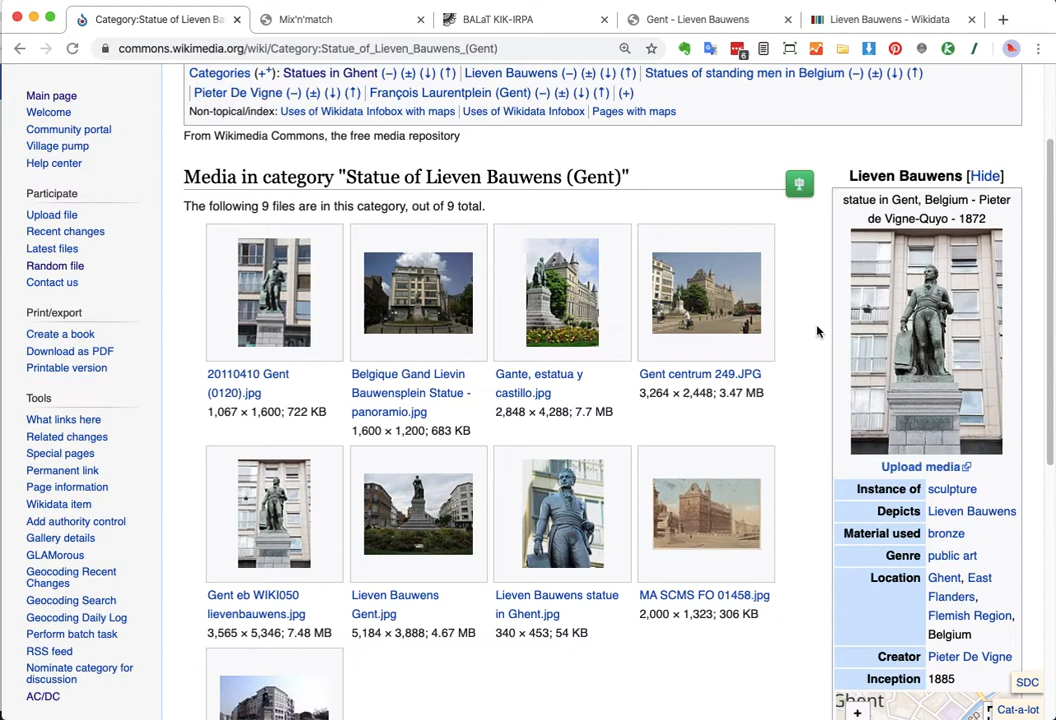 Category:Statue of Lieven Ba
Mix'n'match
BALaT KIK-IRPA
Gent - Lieven Bauwens
Lieven Bauwens - Wikidata
commons.wikimedia.org/wiki/Category:Statue_of_Lieven_Bauwens_(Gent)
6
Main page
Welcome
Community portal
Village pump
Help center
Participate
Upload file
Recent changes
Latest files
Random file
Contact us
Print/export
Create a book
Download as PDF
Printable version
Tools
What links here
Related changes
Special pages
Permanent link
Page information
Wikidata item
Add authority control
Gallery details
GLAMorous
Geocoding Recent
Changes
Geocoding Search
Geocoding Daily Log
Perform batch task
RSS feed
Nominate category for
discussion
AC/DC
Categories (+⁺): Statues in Ghent (−) (±) (↓) (↑) | Lieven Bauwens (−) (±) (↓) (↑) | Statues of standing men in Belgium (−) (±) (↓) (↑)
| Pieter De Vigne (−) (±) (↓) (↑) | François Laurentplein (Gent) (−) (±) (↓) (↑) | (+)
Non-topical/index: Uses of Wikidata Infobox with maps | Uses of Wikidata Infobox | Pages with maps
From Wikimedia Commons, the free media repository
Media in category "Statue of Lieven Bauwens (Gent)"
The following 9 files are in this category, out of 9 total.
20110410 Gent
(0120).jpg
1,067 × 1,600; 722 KB
Belgique Gand Lievin
Bauwensplein Statue -
panoramio.jpg
1,600 × 1,200; 683 KB
Gante, estatua y
castillo.jpg
2,848 × 4,288; 7.7 MB
Gent centrum 249.JPG
3,264 × 2,448; 3.47 MB
Gent eb WIKI050
lievenbauwens.jpg
3,565 × 5,346; 7.48 MB
Lieven Bauwens
Gent.jpg
5,184 × 3,888; 4.67 MB
Lieven Bauwens statue
in Ghent.jpg
340 × 453; 54 KB
MA SCMS FO 01458.jpg
2,000 × 1,323; 306 KB
Lieven Bauwens [Hide]
statue in Gent, Belgium - Pieter
de Vigne-Quyo - 1872
Upload media
Instance of sculpture
Depicts Lieven Bauwens
Material used bronze
Genre public art
Location Ghent, East
Flanders,
Flemish Region,
Belgium
Creator Pieter De Vigne
Inception 1885
Ghent
+
SDC
Cat-a-lot